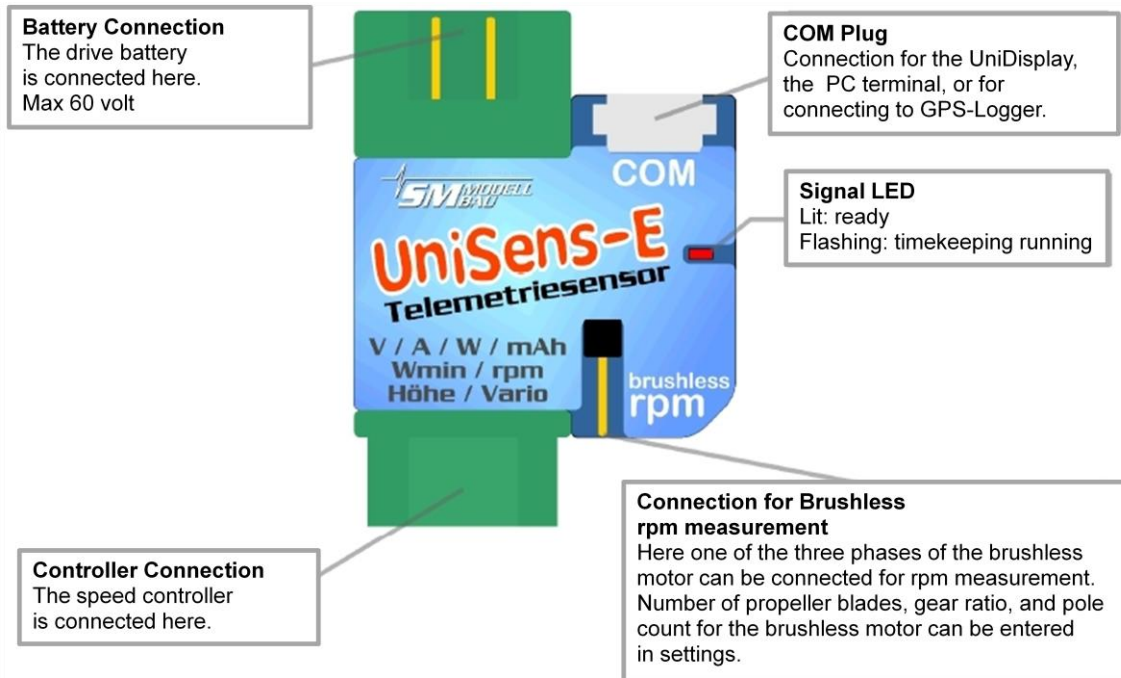 Battery Connection
The drive battery
is connected here.
Max 60 volt
COM Plug
Connection for the UniDisplay,
the PC terminal, or for
connecting to GPS-Logger.
COM
SM MODELL
BAU
Signal LED
Lit: ready
Flashing: timekeeping running
UniSens-E
Telemetriesensor
V / A / W / mAh
Wmin / rpm
Höhe / Vario
brushless
rpm
Controller Connection
The speed controller
is connected here.
Connection for Brushless
rpm measurement
Here one of the three phases of the brushless
motor can be connected for rpm measurement.
Number of propeller blades, gear ratio, and pole
count for the brushless motor can be entered
in settings.